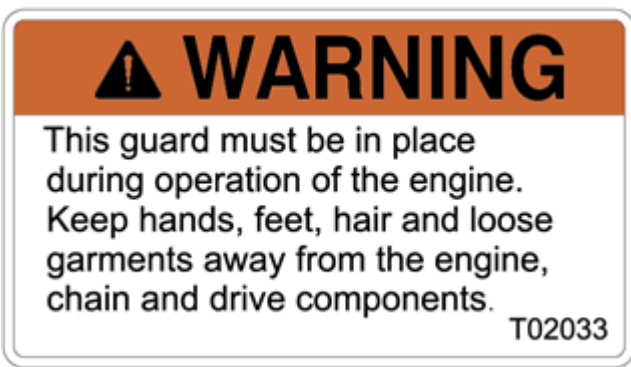 WARNING
This guard must be in place
during operation of the engine.
Keep hands, feet, hair and loose
garments away from the engine,
chain and drive components.
T02033